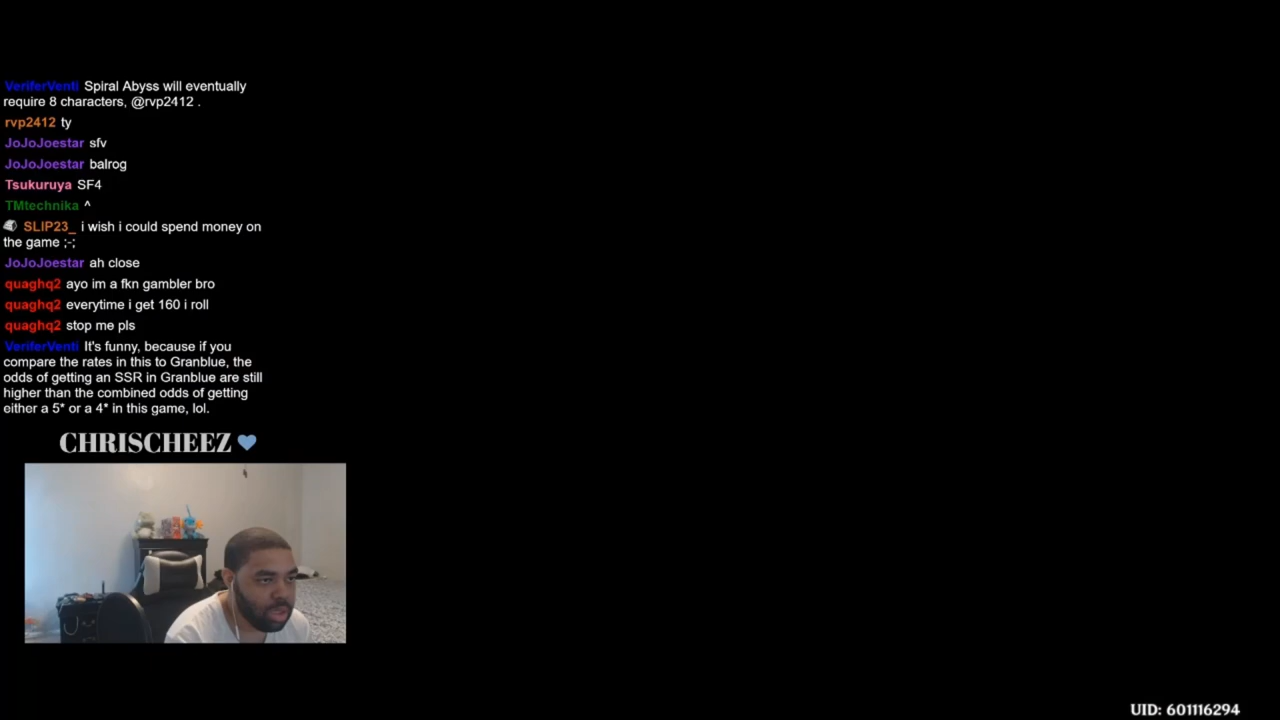 VeriferVenti Spiral Abyss will eventually
require 8 characters, @rvp2412 .
rvp2412 ty
JoJoJoestar sfv
JoJoJoestar balrog
Tsukuruya SF4
TMtechnika ^
SLIP23_ i wish i could spend money on
the game ;-;
JoJoJoestar ah close
quaghq2 ayo im a fkn gambler bro
quaghq2 everytime i get 160 i roll
quaghq2 stop me pls
VeriferVenti It's funny, because if you
compare the rates in this to Granblue, the
odds of getting an SSR in Granblue are still
higher than the combined odds of getting
either a 5* or a 4* in this game, lol.
CHRISCHEEZ
UID: 601116294